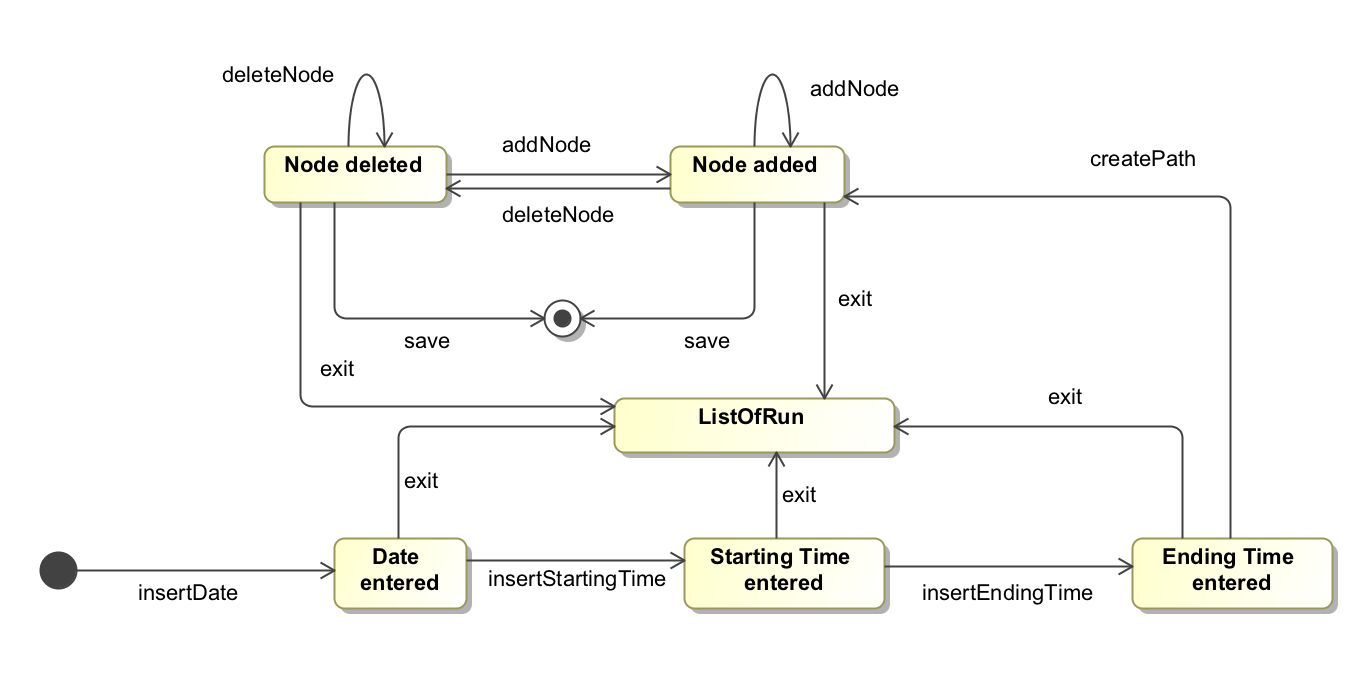 deleteNode
addNode
Node deleted
addNode
Node added
createPath
deleteNode
exit
save
save
exit
ListOfRun
exit
exit
exit
Date
entered
Starting Time
entered
Ending Time
entered
insertDate
insertStartingTime
insertEndingTime